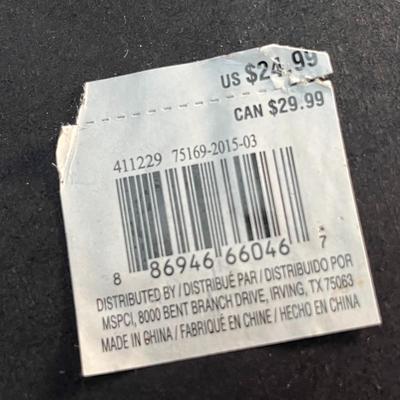 US $24.99
CAN $29.99
411229 75169-2015-03
8 86946 66046 7
DISTRIBUTED BY / DISTRIBUÉ PAR / DISTRIBUIDO POR
MSPCI, 8000 BENT BRANCH DRIVE, IRVING, TX 75063
MADE IN CHINA / FABRIQUÉ EN CHINE / HECHO EN CHINA